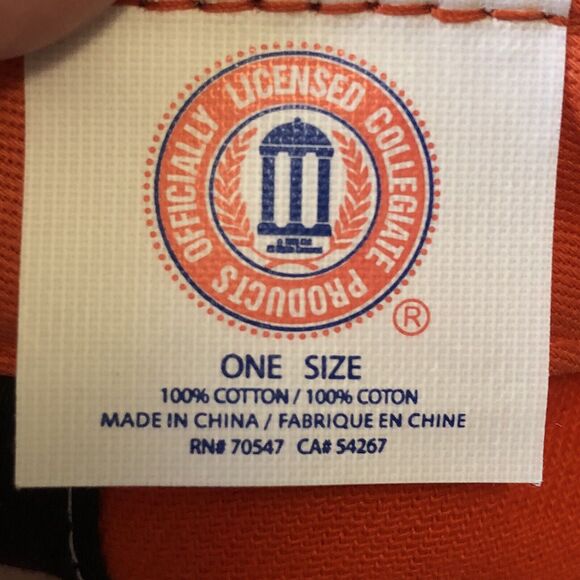 OFFICIALLY LICENSED COLLEGIATE PRODUCTS
®
ONE SIZE
100% COTTON / 100% COTON
MADE IN CHINA / FABRIQUE EN CHINE
RN# 70547 CA# 54267